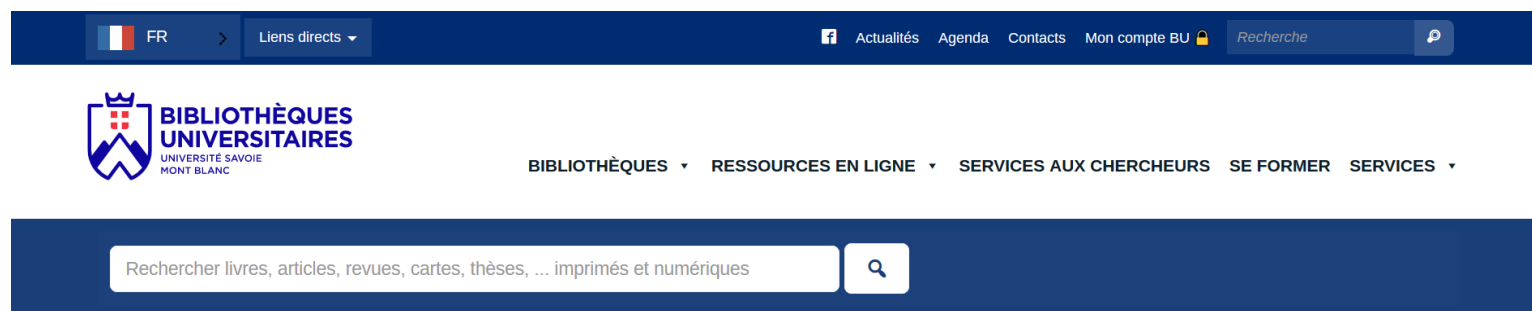 FR
Liens directs
Actualités
Agenda
Contacts
Mon compte BU
Recherche
BIBLIOTHÈQUES
UNIVERSITAIRES
UNIVERSITÉ SAVOIE
MONT BLANC
BIBLIOTHÈQUES
RESSOURCES EN LIGNE
SERVICES AUX CHERCHEURS
SE FORMER
SERVICES
Rechercher livres, articles, revues, cartes, thèses, ... imprimés et numériques